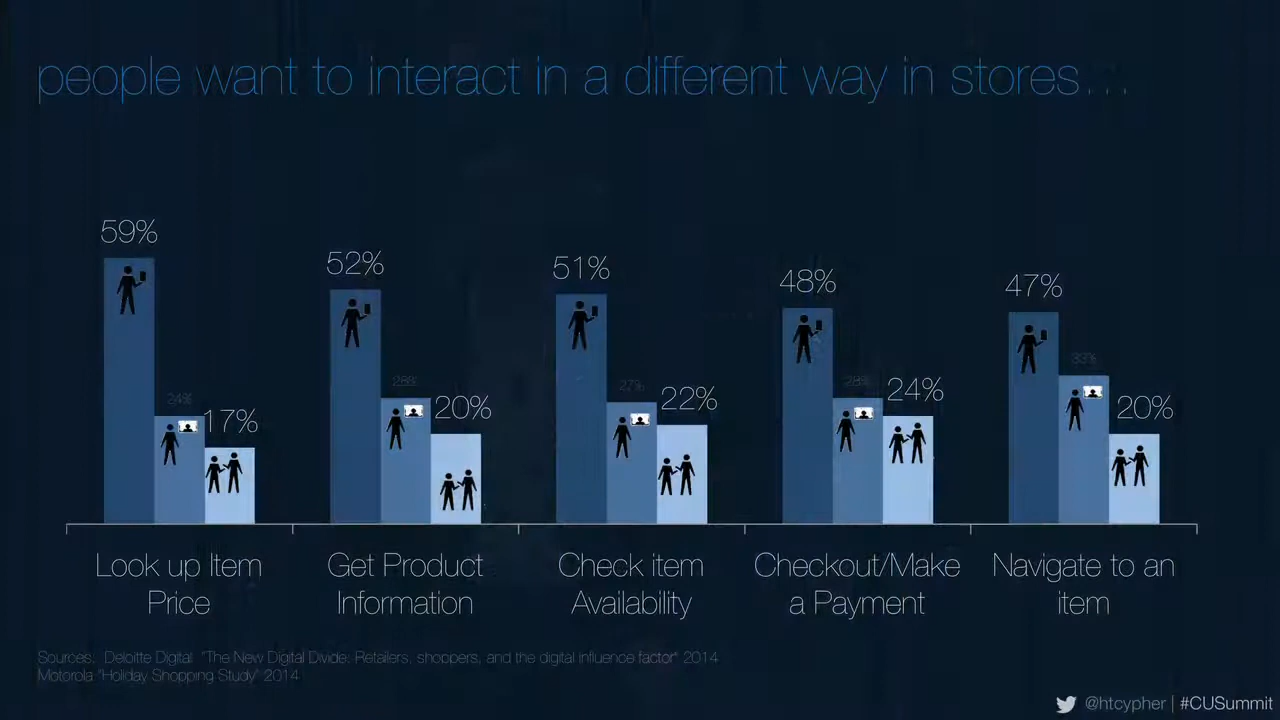 people want to interact in a different way in stores...
59%
24%
17%
52%
28%
20%
51%
27%
22%
48%
28%
24%
47%
33%
20%
Look up Item
Price
Get Product
Information
Check item
Availability
Checkout/Make
a Payment
Navigate to an
item
Sources: Deloitte Digital "The New Digital Divide: Retailers, shoppers, and the digital influence factor" 2014
Motorola "Holiday Shopping Study" 2014
@htcypher | #CUSummit